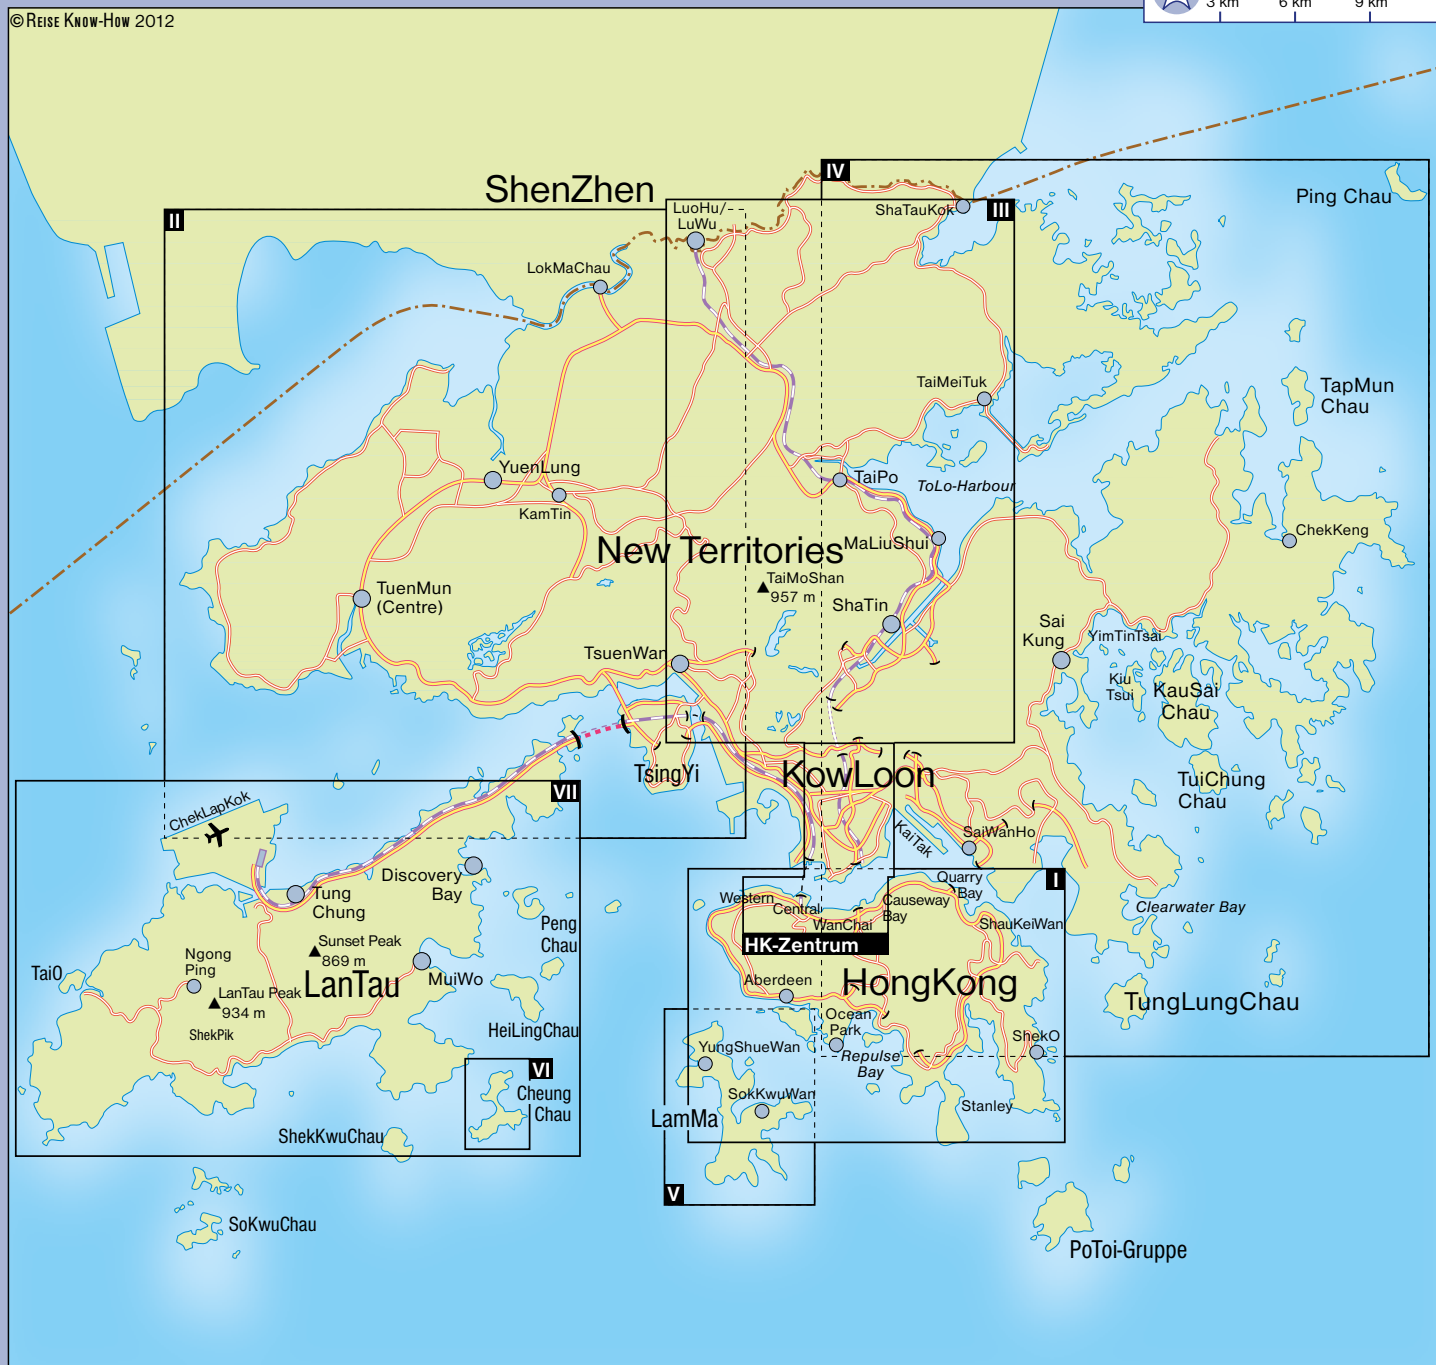 © REISE KNOW-HOW 2012
3 km
6 km
9 km
IV
Ping Chau
ShenZhen
II
LuoHu/
LuWu
ShaTauKok
III
LokMaChau
TaiMeiTuk
TapMun
Chau
YuenLung
TaiPo
ToLo-Harbour
KamTin
ChekKeng
New Territories
MaLiuShui
TaiMoShan
957 m
TuenMun
(Centre)
ShaTin
Sai
Kung
YimTinTsai
TsuenWan
Kiu
Tsui
KauSai
Chau
TsingYi
KowLoon
TuiChung
Chau
VII
ChekLapKok
KaiTak
SaiWanHo
Discovery
Bay
Quarry
Bay
I
Tung
Chung
Western
Central
Causeway
Bay
Clearwater Bay
WanChai
ShauKeiWan
Peng
Chau
HK-Zentrum
Sunset Peak
869 m
Ngong
Ping
TaiO
LanTau
MuiWo
Aberdeen
HongKong
LanTau Peak
934 m
TungLungChau
ShekPik
HeiLingChau
Ocean
Park
ShekO
YungShueWan
Repulse
Bay
VI
Cheung
Chau
SokKwuWan
Stanley
LamMa
ShekKwuChau
V
SoKwuChau
PoToi-Gruppe